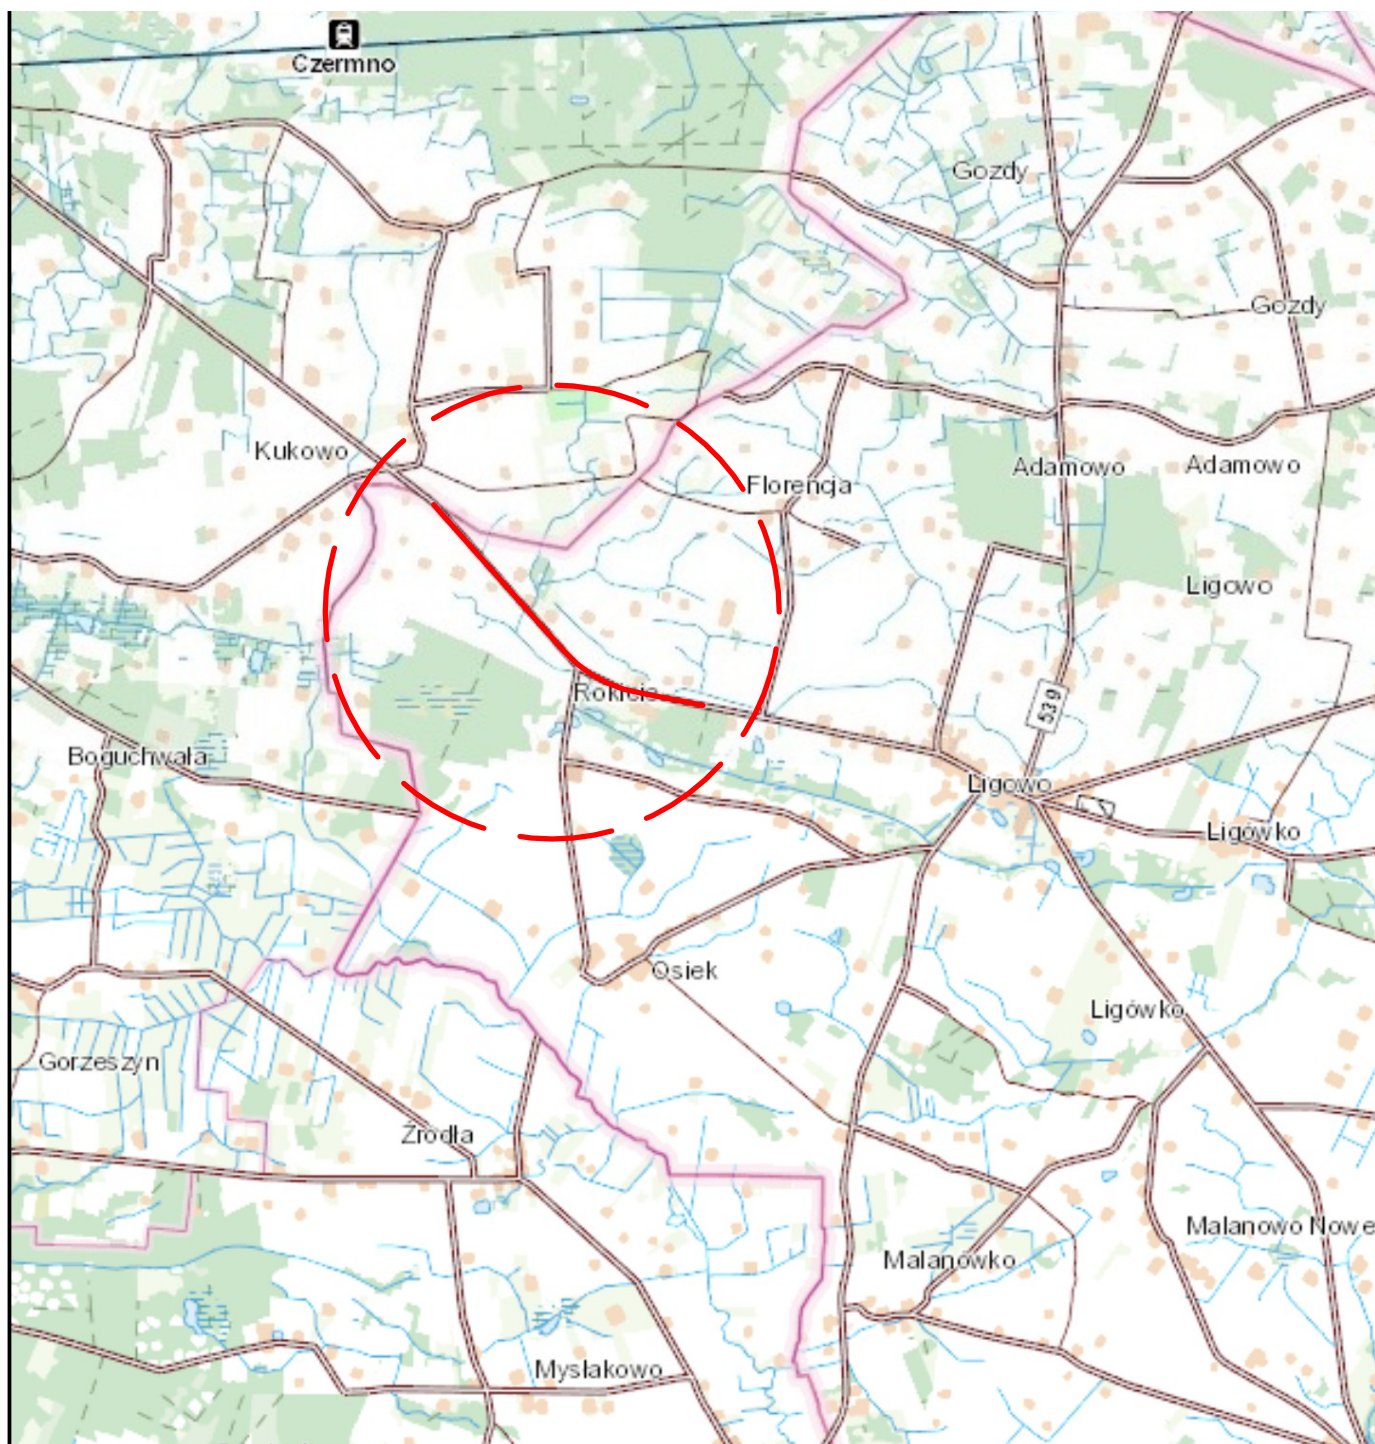 Czermno
Gozdy
Gozdy
Kukowo
Adamowo
Adamowo
Florencja
Ligowo
Rokicie
539
Boguchwała
Ligowo
Ligówko
Osiek
Ligówko
Gorzeszyn
Źródła
Malanowo Nowe
Malanówko
Mysłakowo